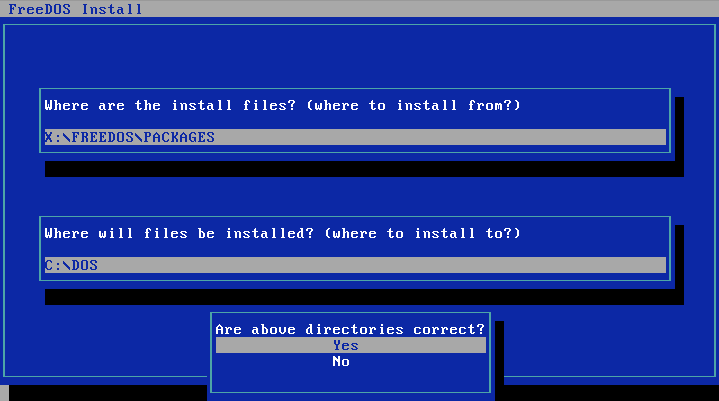 FreeDOS Install
Where are the install files? (where to install from?)
X:\FREEDOS\PACKAGES
Where will files be installed? (where to install to?)
C:\DOS
Are above directories correct?
Yes
No